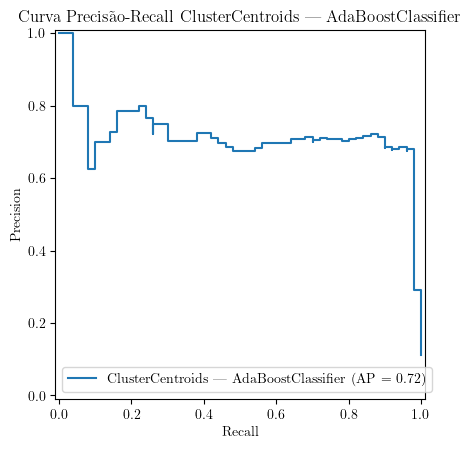 Curva Precisão-Recall ClusterCentroids — AdaBoostClassifier
1.0
0.8
0.6
0.4
0.2
0.0
Precision
ClusterCentroids — AdaBoostClassifier (AP = 0.72)
0.0 0.2 0.4 0.6 0.8 1.0
Recall